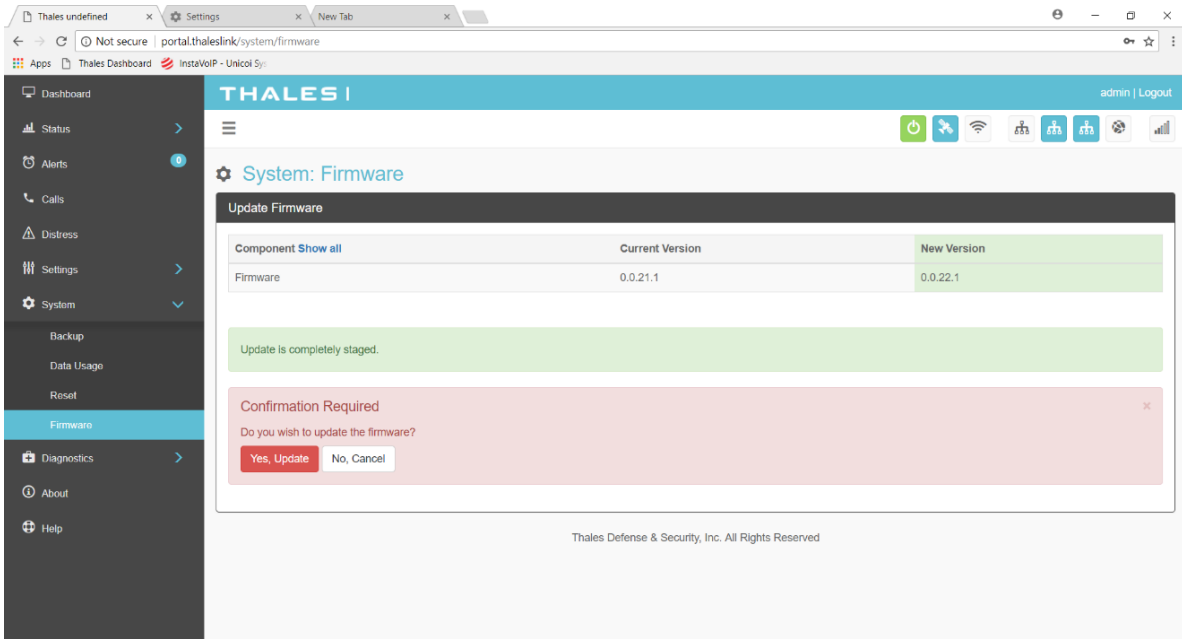 Thales undefined
Settings
New Tab
Not secure | portal.thaleslink/system/firmware
Apps
Thales Dashboard
InstaVoIP - Unicoi Sy
Dashboard
THALES
admin | Logout
Status
Alerts
0
Calls
Distress
Settings
System
Backup
Data Usage
Reset
Firmware
Diagnostics
About
Help
System: Firmware
Update Firmware
Component Show all Current Version New Version
Firmware 0.0.21.1 0.0.22.1
Update is completely staged.
Confirmation Required
Do you wish to update the firmware?
Yes, Update No, Cancel
Thales Defense & Security, Inc. All Rights Reserved